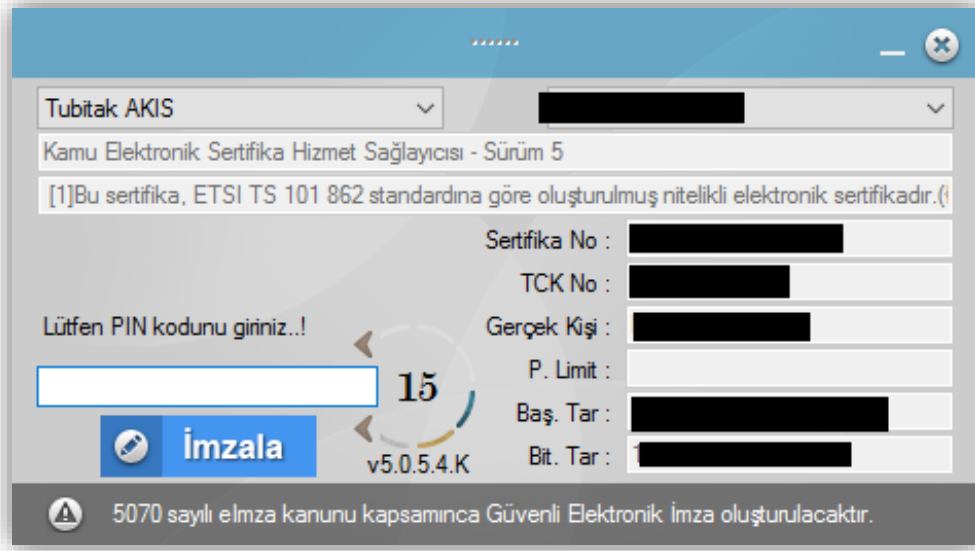 Tubitak AKIS
Kamu Elektronik Sertifika Hizmet Sağlayıcısı - Sürüm 5
[1]Bu sertifika, ETSI TS 101 862 standardına göre oluşturulmuş nitelikli elektronik sertifikadır.(
Sertifika No :
TCK No :
Lütfen PIN kodunu giriniz..!
Gerçek Kişi :
P. Limit :
15
Baş. Tar :
İmzala
v5.0.5.4.K
Bit. Tar :
5070 sayılı eImza kanunu kapsamınca Güvenli Elektronik İmza oluşturulacaktır.